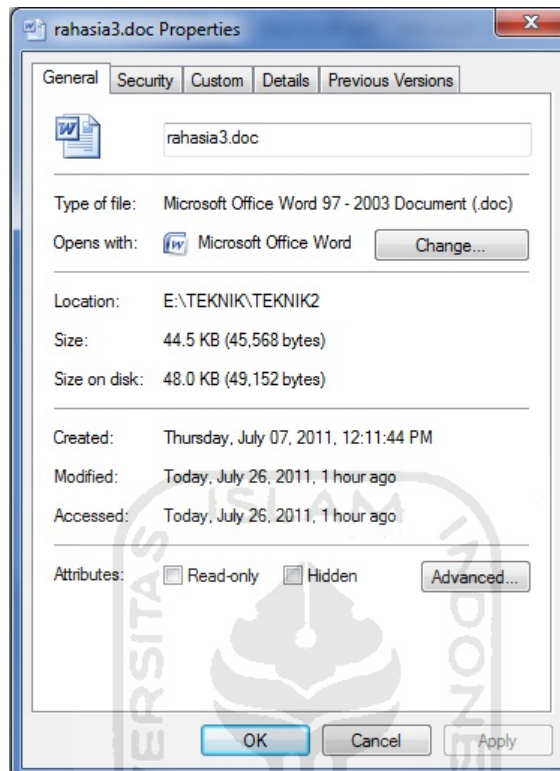 rahasia3.doc Properties
General Security Custom Details Previous Versions
rahasia3.doc
Type of file: Microsoft Office Word 97 - 2003 Document (.doc)
Opens with: Microsoft Office Word Change...
Location: E:\TEKNIK\TEKNIK2
Size: 44.5 KB (45,568 bytes)
Size on disk: 48.0 KB (49,152 bytes)
Created: Thursday, July 07, 2011, 12:11:44 PM
Modified: Today, July 26, 2011, 1 hour ago
Accessed: Today, July 26, 2011, 1 hour ago
ISLAM
Attributes: Read-only Hidden Advanced...
OK Cancel Apply